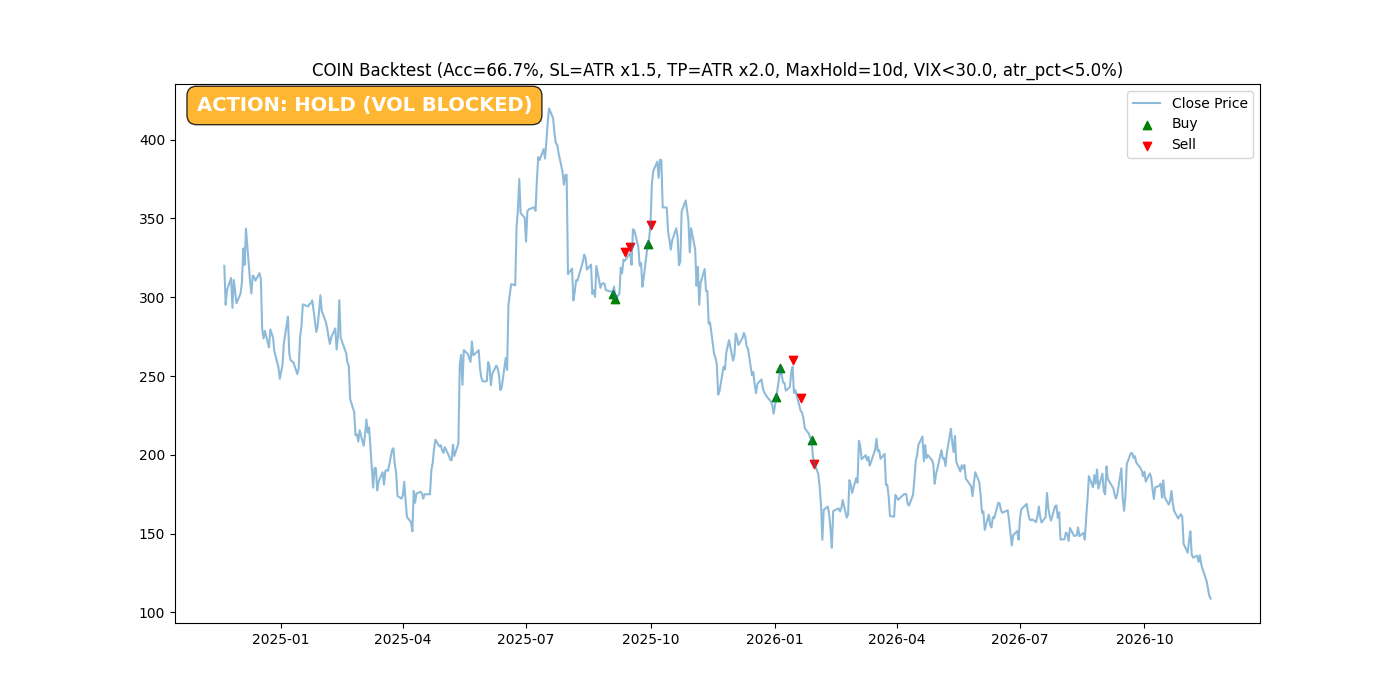 COIN Backtest (Acc=66.7%, SL=ATR x1.5, TP=ATR x2.0, MaxHold=10d, VIX<30.0, atr_pct<5.0%)
ACTION: HOLD (VOL BLOCKED)
Close Price
Buy
Sell
400
350
300
250
200
150
100
2025-01 2025-04 2025-07 2025-10 2026-01 2026-04 2026-07 2026-10